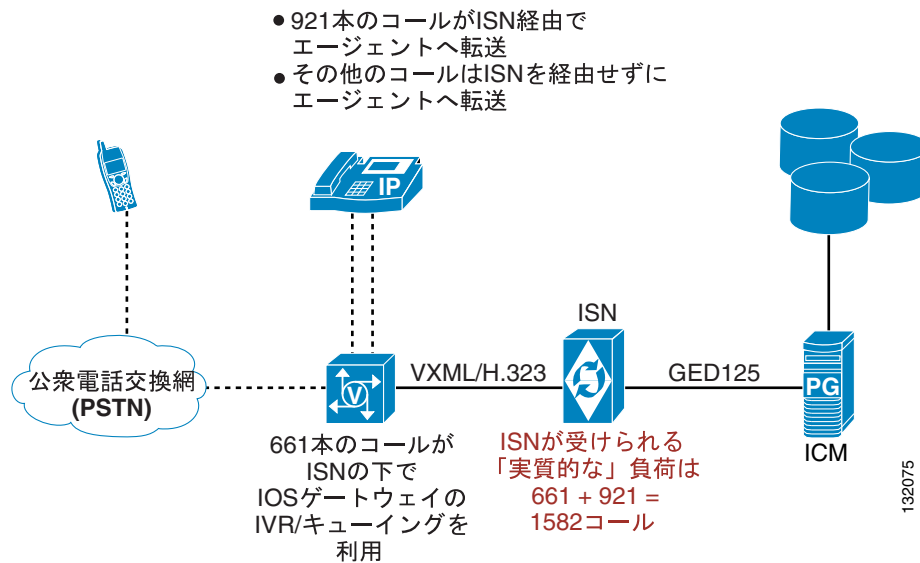 ● 921本のコールがISN経由で
エージェントへ転送
● その他のコールはISNを経由せずに
エージェントへ転送
IP
ISN
公衆電話交換網
(PSTN)
V
VXML/H.323
GED125
PG
ICM
661本のコールが
ISNの下で
IOSゲートウェイの
IVR/キューイングを
利用
ISNが受けられる
「実質的な」負荷は
661 + 921 =
1582コール
132075